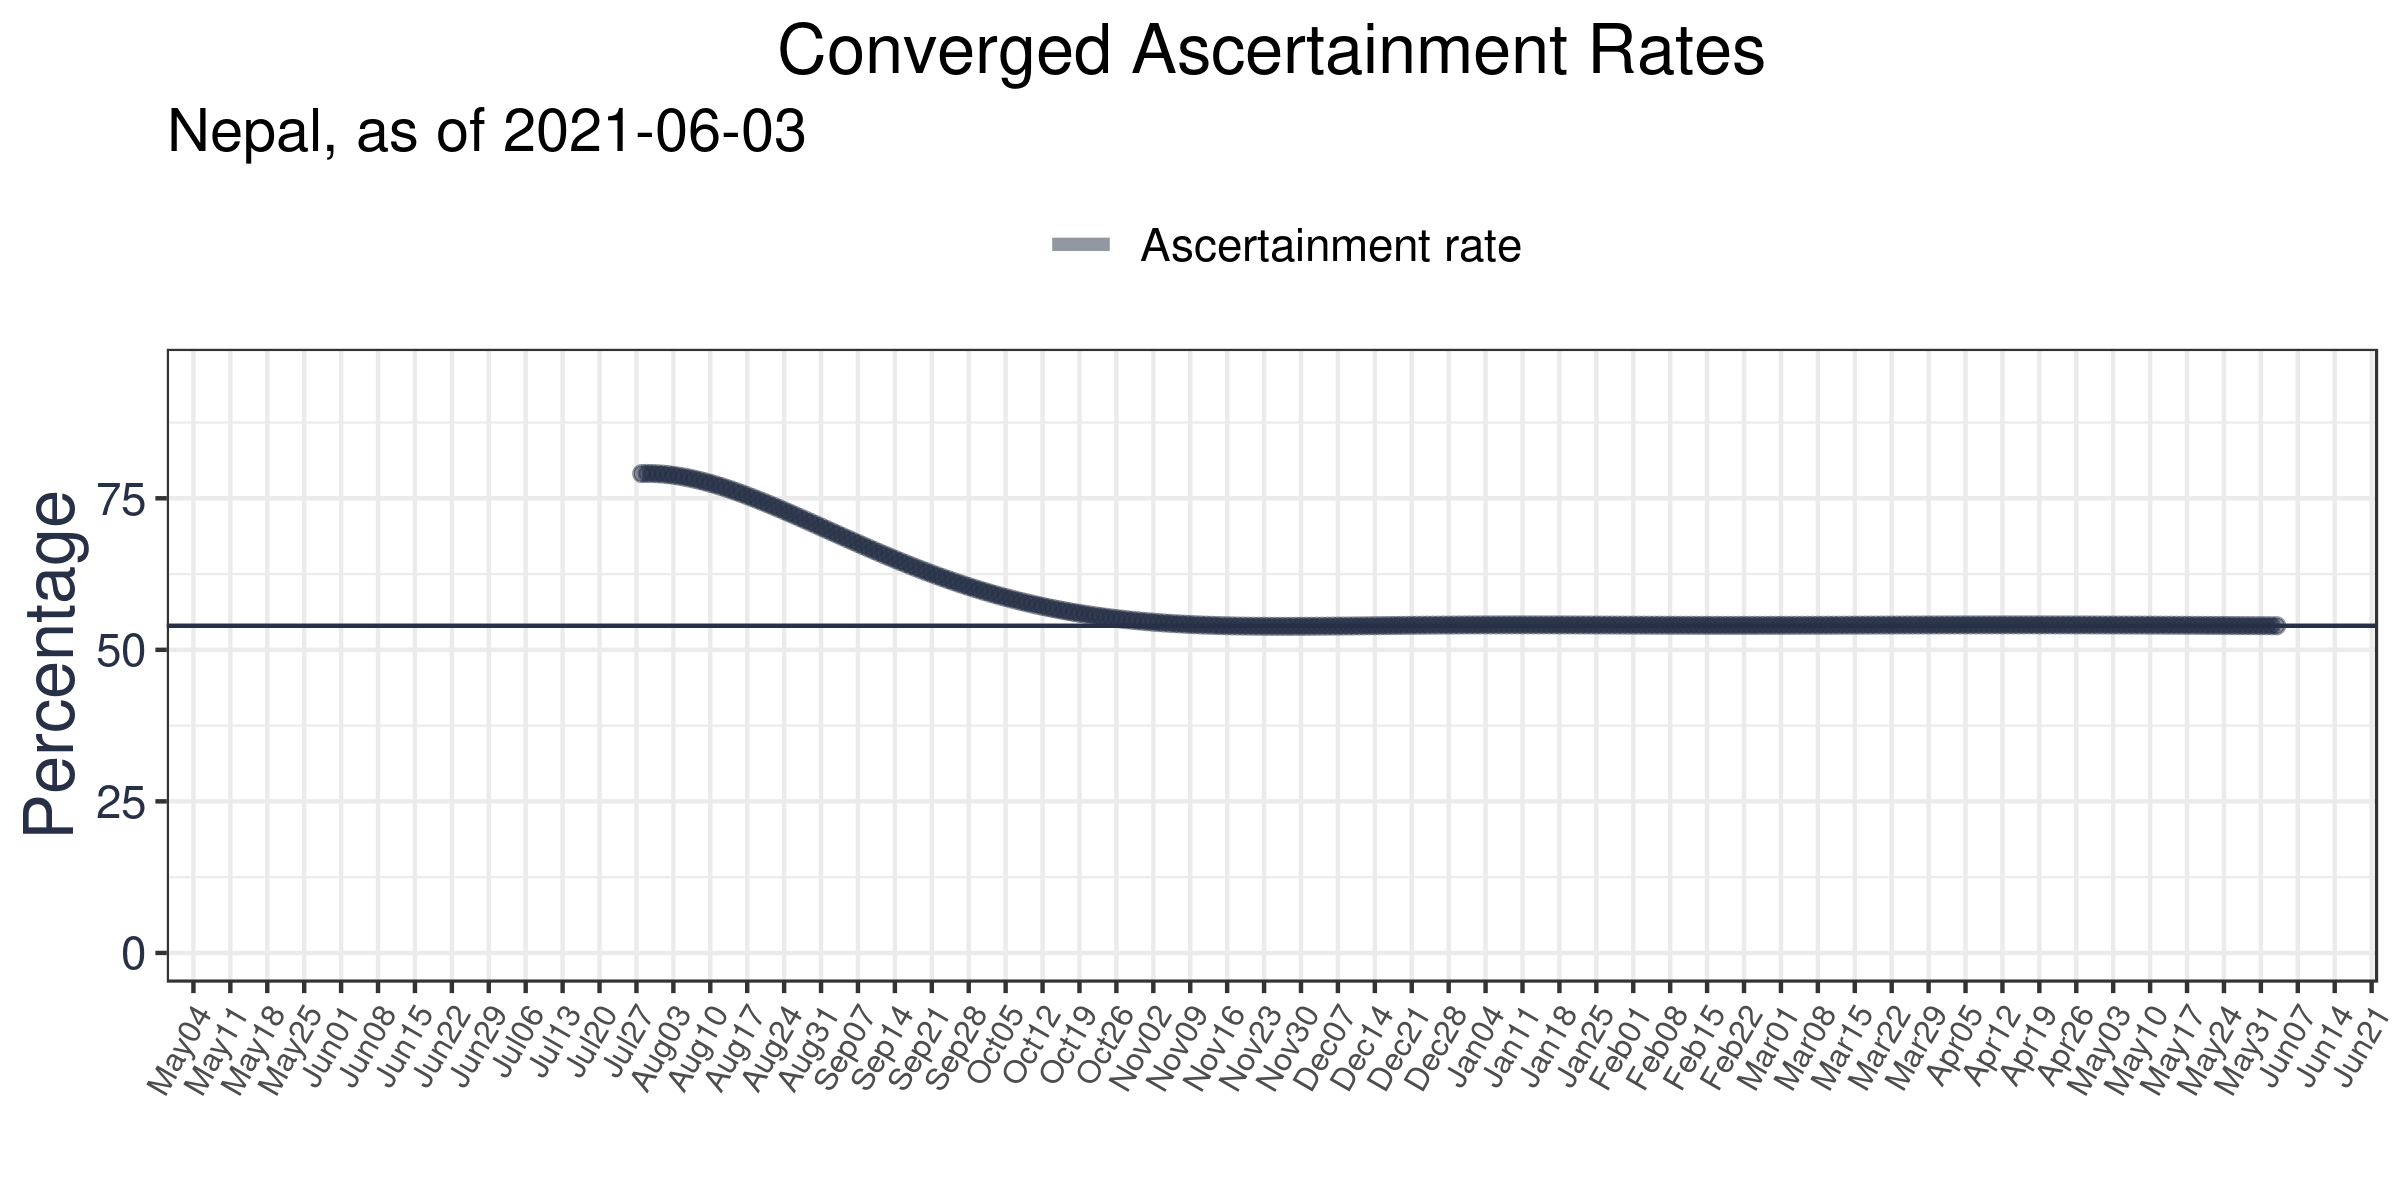 Converged Ascertainment Rates
Nepal, as of 2021-06-03
Ascertainment rate
Percentage
75
50
25
0
May04 May11 May18 May25 Jun01 Jun08 Jun15 Jun22 Jun29 Jul06 Jul13 Jul20 Jul27 Aug03 Aug10 Aug17 Aug24 Aug31 Sep07 Sep14 Sep21 Sep28 Oct05 Oct12 Oct19 Oct26 Nov02 Nov09 Nov16 Nov23 Nov30 Dec07 Dec14 Dec21 Dec28 Jan04 Jan11 Jan18 Jan25 Feb01 Feb08 Feb15 Feb22 Mar01 Mar08 Mar15 Mar22 Mar29 Apr05 Apr12 Apr19 Apr26 May03 May10 May17 May24 May31 Jun07 Jun14 Jun21